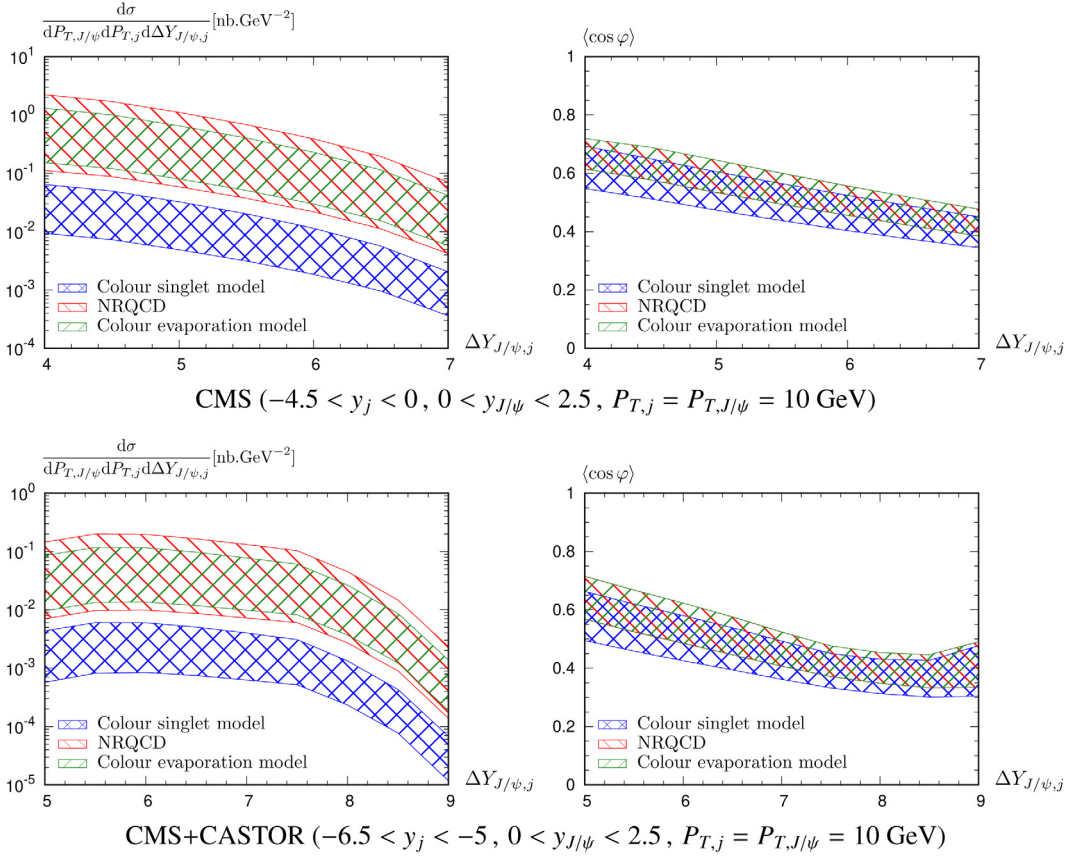 dσ
dP_{T,J/ψ}dP_{T,j}dΔY_{J/ψ,j} [nb.GeV⁻²]
10¹
10⁰
10⁻¹
10⁻²
10⁻³
10⁻⁴
Colour singlet model
NRQCD
Colour evaporation model
4 5 6 7
ΔY_{J/ψ,j}
⟨cos φ⟩
1
0.8
0.6
0.4
0.2
0
Colour singlet model
NRQCD
Colour evaporation model
4 5 6 7
ΔY_{J/ψ,j}
CMS (−4.5 < y_j < 0 , 0 < y_{J/ψ} < 2.5 , P_{T,j} = P_{T,J/ψ} = 10 GeV)
dσ
dP_{T,J/ψ}dP_{T,j}dΔY_{J/ψ,j} [nb.GeV⁻²]
10⁰
10⁻¹
10⁻²
10⁻³
10⁻⁴
10⁻⁵
Colour singlet model
NRQCD
Colour evaporation model
5 6 7 8 9
ΔY_{J/ψ,j}
⟨cos φ⟩
1
0.8
0.6
0.4
0.2
0
Colour singlet model
NRQCD
Colour evaporation model
5 6 7 8 9
ΔY_{J/ψ,j}
CMS+CASTOR (−6.5 < y_j < −5, 0 < y_{J/ψ} < 2.5, P_{T,j} = P_{T,J/ψ} = 10 GeV)